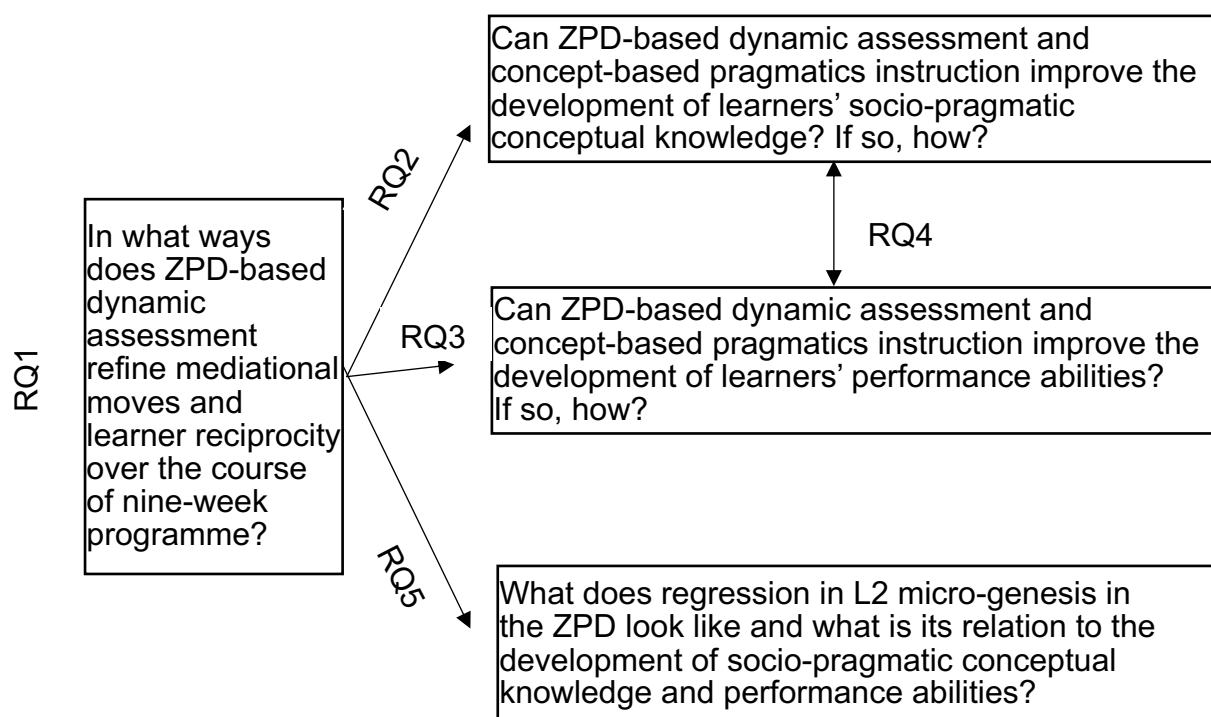 RQ1
In what ways
does ZPD-based
dynamic
assessment
refine mediational
moves and
learner reciprocity
over the course
of nine-week
programme?
RQ2
Can ZPD-based dynamic assessment and
concept-based pragmatics instruction improve the
development of learners’ socio-pragmatic
conceptual knowledge? If so, how?
RQ4
RQ3
Can ZPD-based dynamic assessment and
concept-based pragmatics instruction improve the
development of learners’ performance abilities?
If so, how?
RQ5
What does regression in L2 micro-genesis in
the ZPD look like and what is its relation to the
development of socio-pragmatic conceptual
knowledge and performance abilities?